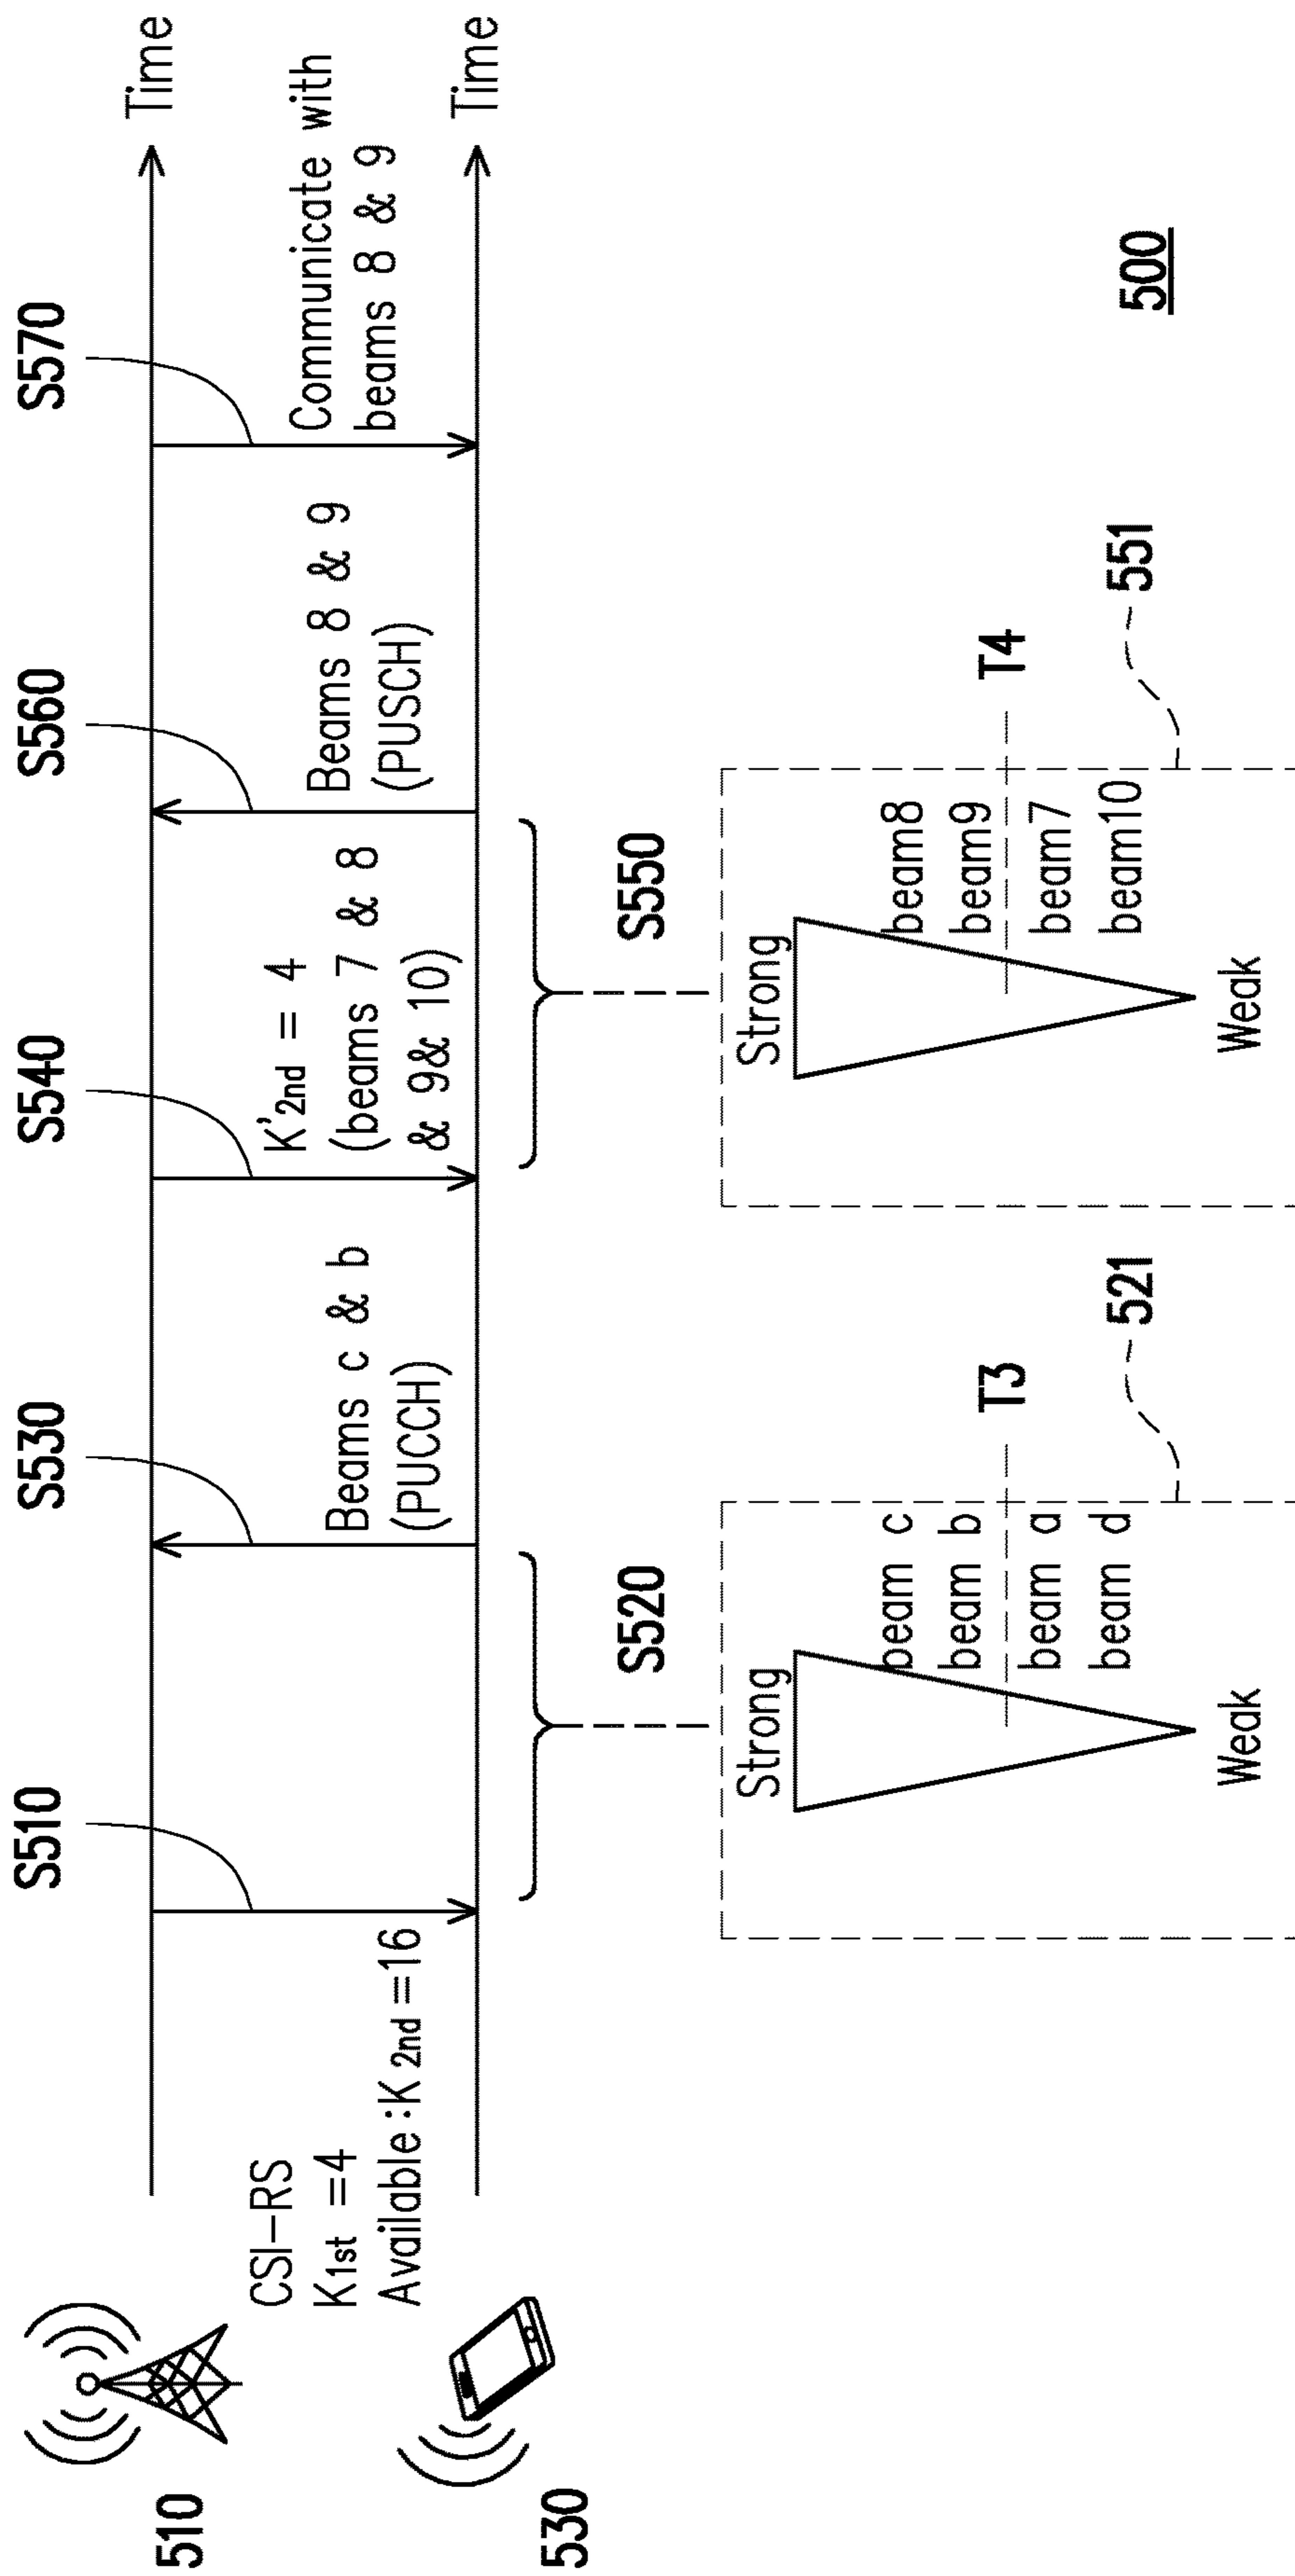 S510
S530
S540
S560
S570
Time
CSI–RS
K1st =4
Available:K2nd=16
Beams c & b
(PUCCH)
K'2nd = 4
(beams 7 & 8
& 9& 10)
Beams 8 & 9
(PUSCH)
Communicate with
beams 8 & 9
Time
510
530
S520
S550
Strong
beam c
beam b
T3
beam a
beam d
Weak
521
Strong
beam8
beam9
T4
beam7
beam10
Weak
551
500